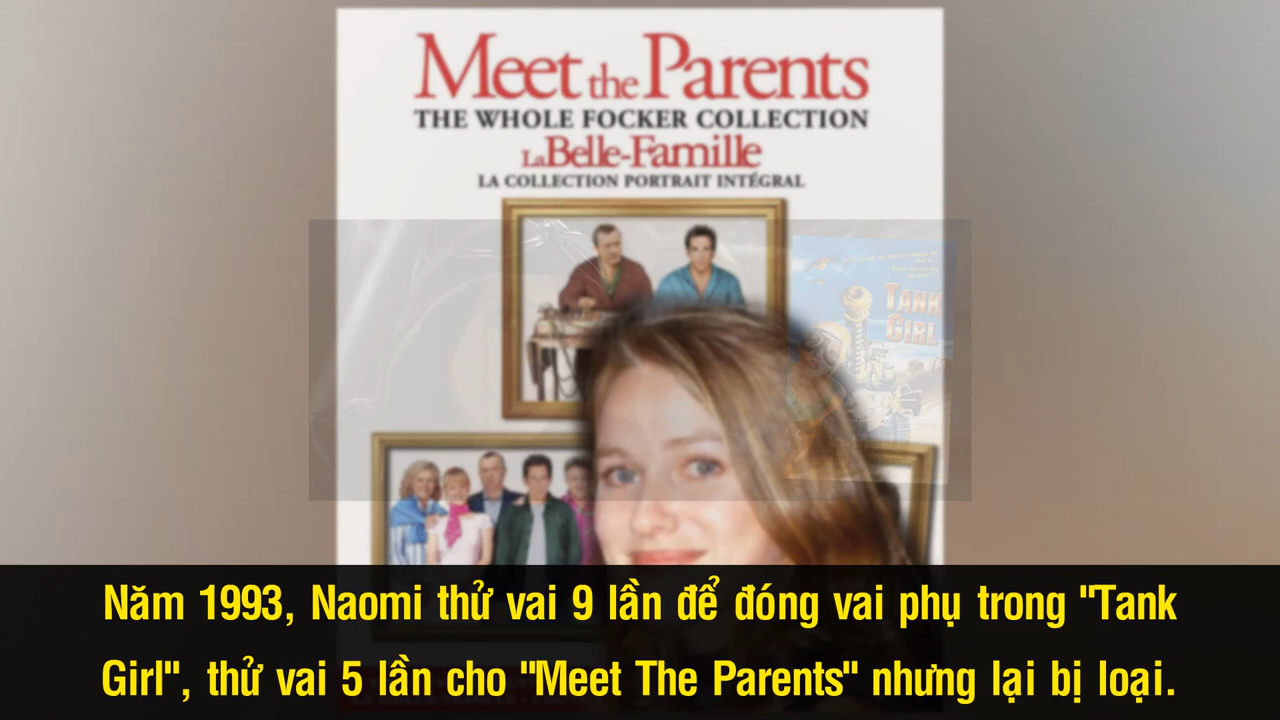 Meet the Parents
THE WHOLE FOCKER COLLECTION
La Belle-Famille
LA COLLECTION PORTRAIT INTÉGRAL
TANK
GIRL
Năm 1993, Naomi thử vai 9 lần để đóng vai phụ trong "Tank
Girl", thử vai 5 lần cho "Meet The Parents" nhưng lại bị loại.